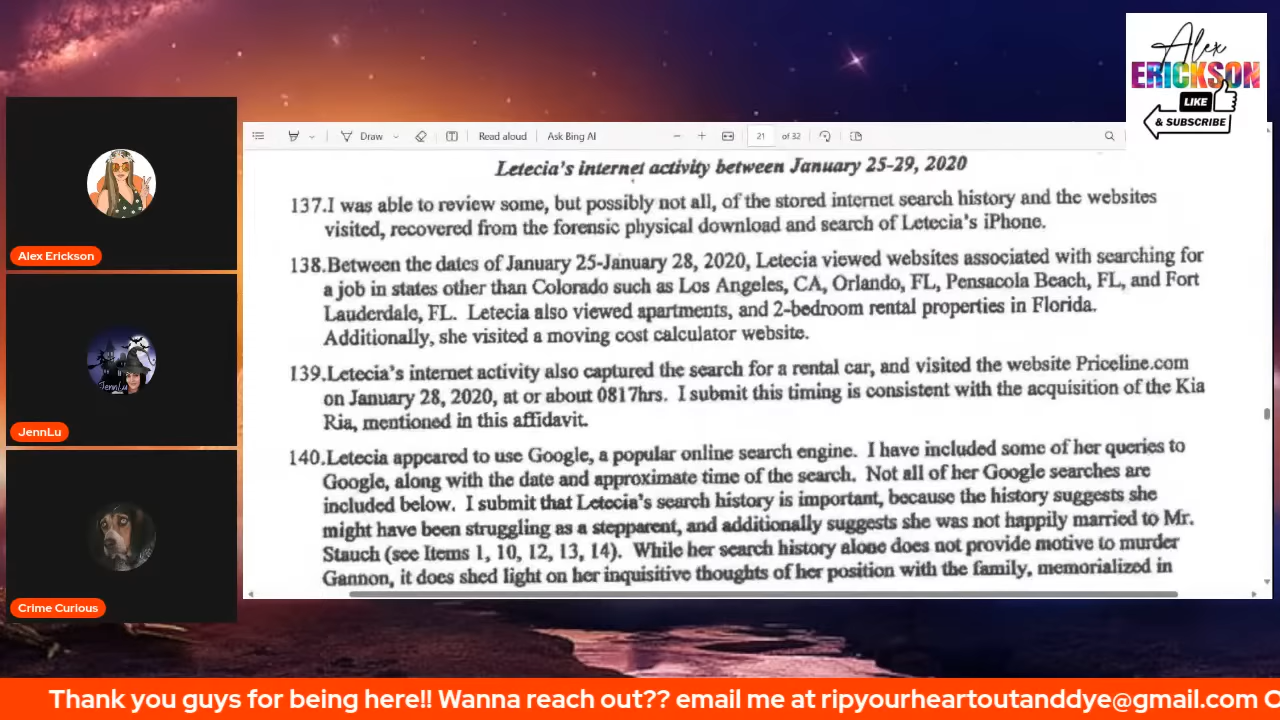 Alex
ERICKSON
LIKE
& SUBSCRIBE
Draw
Read aloud
Ask Bing AI
21
of 32
Letecia's internet activity between January 25-29, 2020
137.I was able to review some, but possibly not all, of the stored internet search history and the websites
visited, recovered from the forensic physical download and search of Letecia's iPhone.
138.Between the dates of January 25-January 28, 2020, Letecia viewed websites associated with searching for
a job in states other than Colorado such as Los Angeles, CA, Orlando, FL, Pensacola Beach, FL, and Fort
Lauderdale, FL. Letecia also viewed apartments, and 2-bedroom rental properties in Florida.
Additionally, she visited a moving cost calculator website.
139.Letecia's internet activity also captured the search for a rental car, and visited the website Priceline.com
on January 28, 2020, at or about 0817hrs. I submit this timing is consistent with the acquisition of the Kia
Ria, mentioned in this affidavit.
140.Letecia appeared to use Google, a popular online search engine. I have included some of her queries to
Google, along with the date and approximate time of the search. Not all of her Google searches are
included below. I submit that Letecia's search history is important, because the history suggests she
might have been struggling as a stepparent, and additionally suggests she was not happily married to Mr.
Stauch (see Items 1, 10, 12, 13, 14). While her search history alone does not provide motive to murder
Gannon, it does shed light on her inquisitive thoughts of her position with the family, memorialized in
Alex Erickson
JennLu
JennLu
Crime Curious
Thank you guys for being here!! Wanna reach out?? email me at ripyourheartoutanddye@gmail.com